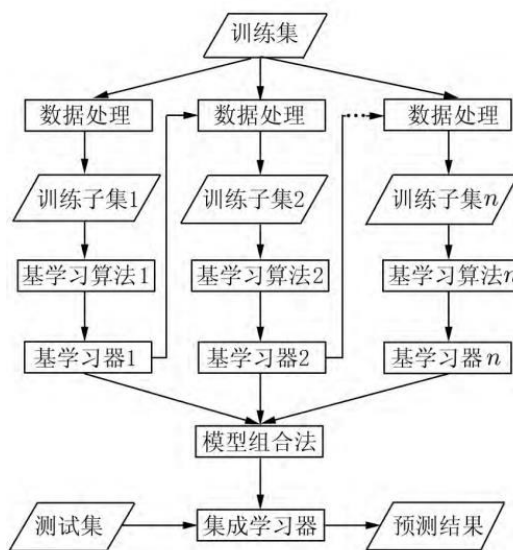 训练集
数据处理 数据处理 数据处理
训练子集1 训练子集2 训练子集n
基学习算法1 基学习算法2 基学习算法n
基学习器1 基学习器2 基学习器n
模型组合法
测试集 集成学习器 预测结果